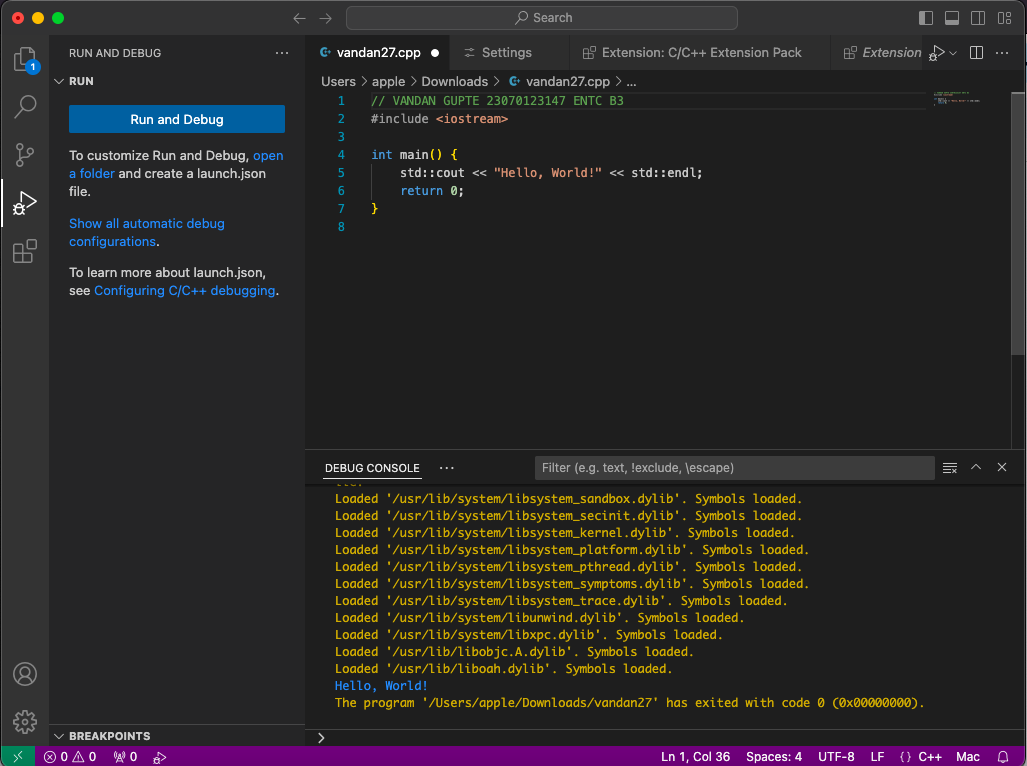 Search
RUN AND DEBUG ...
vandan27.cpp
Settings
Extension: C/C++ Extension Pack
Extension
1
RUN
Run and Debug
To customize Run and Debug, open
a folder and create a launch.json
file.
Show all automatic debug
configurations.
To learn more about launch.json,
see Configuring C/C++ debugging.
Users > apple > Downloads > vandan27.cpp > ...
1 // VANDAN GUPTE 23070123147 ENTC B3
2 #include <iostream>
3
4 int main() {
5 std::cout << "Hello, World!" << std::endl;
6 return 0;
7 }
8
DEBUG CONSOLE ...
Filter (e.g. text, !exclude, \escape)
Loaded '/usr/lib/system/libsystem_sandbox.dylib'. Symbols loaded.
Loaded '/usr/lib/system/libsystem_secinit.dylib'. Symbols loaded.
Loaded '/usr/lib/system/libsystem_kernel.dylib'. Symbols loaded.
Loaded '/usr/lib/system/libsystem_platform.dylib'. Symbols loaded.
Loaded '/usr/lib/system/libsystem_pthread.dylib'. Symbols loaded.
Loaded '/usr/lib/system/libsystem_symptoms.dylib'. Symbols loaded.
Loaded '/usr/lib/system/libsystem_trace.dylib'. Symbols loaded.
Loaded '/usr/lib/system/libunwind.dylib'. Symbols loaded.
Loaded '/usr/lib/system/libxpc.dylib'. Symbols loaded.
Loaded '/usr/lib/libobjc.A.dylib'. Symbols loaded.
Loaded '/usr/lib/liboah.dylib'. Symbols loaded.
Hello, World!
The program '/Users/apple/Downloads/vandan27' has exited with code 0 (0x00000000).
BREAKPOINTS
>
0 0 0
Ln 1, Col 36 Spaces: 4 UTF-8 LF {} C++ Mac